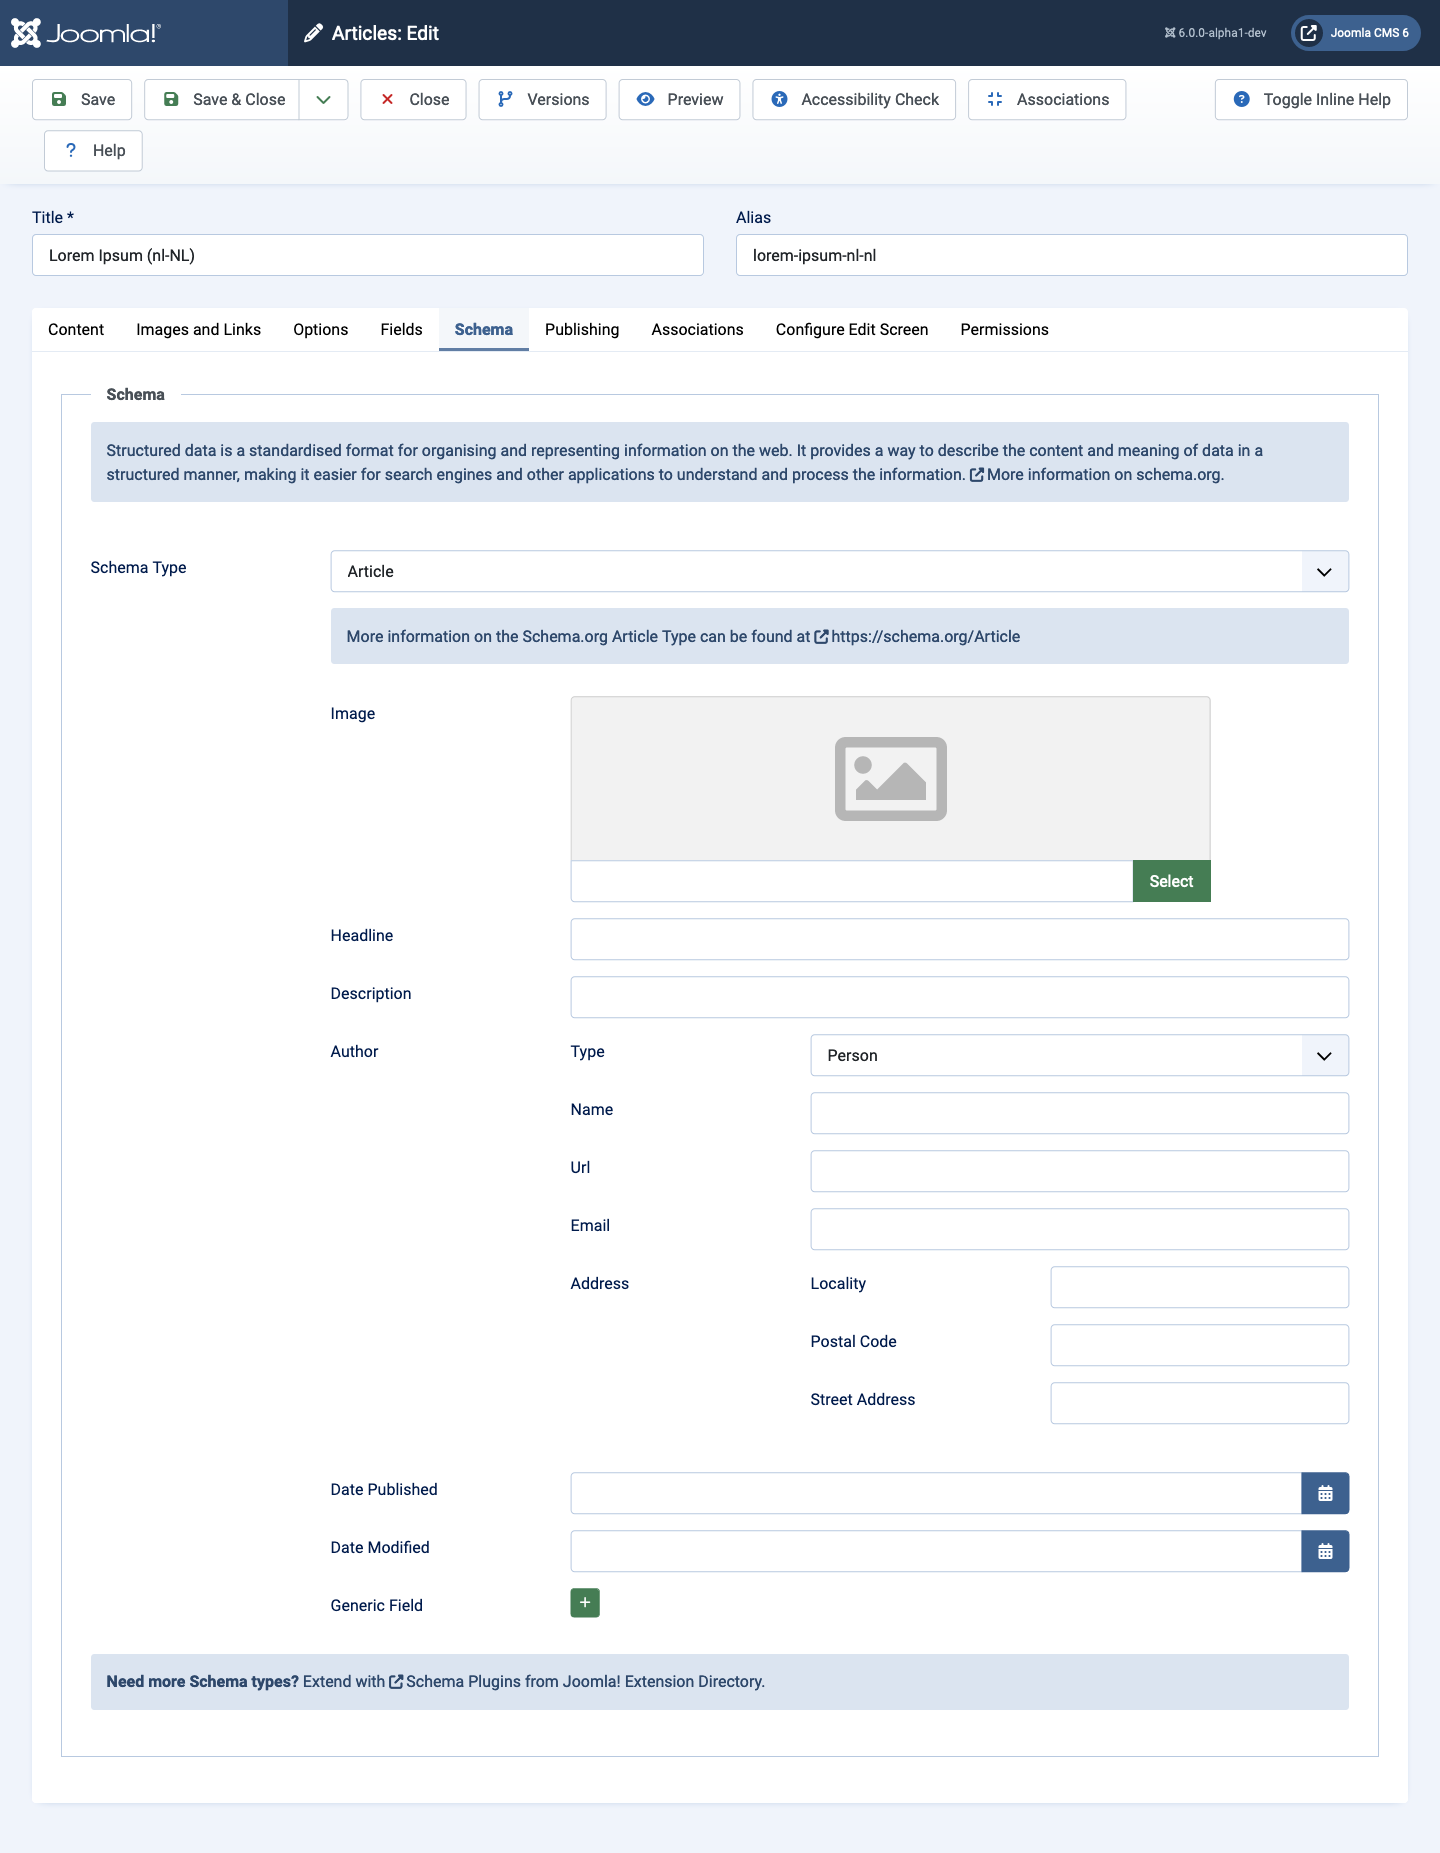 Joomla!®
Articles: Edit
6.0.0-alpha1-dev
Joomla CMS 6
Save
Save & Close
Close
Versions
Preview
Accessibility Check
Associations
Toggle Inline Help
? Help
Title *
Alias
Lorem Ipsum (nl-NL)
lorem-ipsum-nl-nl
Content
Images and Links
Options
Fields
Schema
Publishing
Associations
Configure Edit Screen
Permissions
Schema
Structured data is a standardised format for organising and representing information on the web. It provides a way to describe the content and meaning of data in a
structured manner, making it easier for search engines and other applications to understand and process the information. More information on schema.org.
Schema Type
Article
More information on the Schema.org Article Type can be found at https://schema.org/Article
Image
Select
Headline
Description
Author
Type
Person
Name
Url
Email
Address
Locality
Postal Code
Street Address
Date Published
Date Modified
Generic Field
+
Need more Schema types? Extend with Schema Plugins from Joomla! Extension Directory.